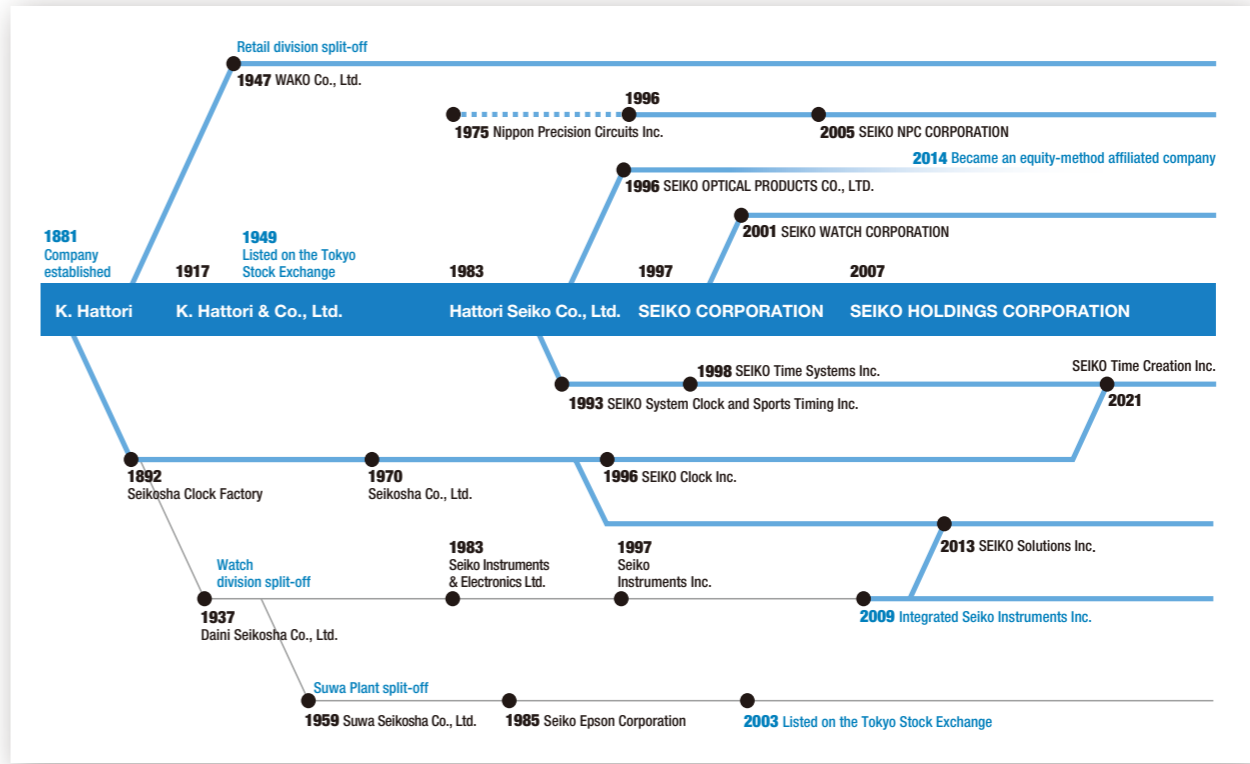 Retail division split-off
1947 WAKO Co., Ltd.
1996
1975 Nippon Precision Circuits Inc.
2005 SEIKO NPC CORPORATION
2014 Became an equity-method affiliated company
1996 SEIKO OPTICAL PRODUCTS CO., LTD.
2001 SEIKO WATCH CORPORATION
1881
Company
established
1917
1949
Listed on the Tokyo
Stock Exchange
1983
1997
2007
K. Hattori
K. Hattori & Co., Ltd.
Hattori Seiko Co., Ltd.
SEIKO CORPORATION
SEIKO HOLDINGS CORPORATION
1998 SEIKO Time Systems Inc.
SEIKO Time Creation Inc.
1993 SEIKO System Clock and Sports Timing Inc.
2021
1892
Seikosha Clock Factory
1970
Seikosha Co., Ltd.
1996 SEIKO Clock Inc.
2013 SEIKO Solutions Inc.
Watch
division split-off
1983
Seiko Instruments
& Electronics Ltd.
1997
Seiko
Instruments Inc.
1937
Daini Seikosha Co., Ltd.
2009 Integrated Seiko Instruments Inc.
Suwa Plant split-off
1959 Suwa Seikosha Co., Ltd.
1985 Seiko Epson Corporation
2003 Listed on the Tokyo Stock Exchange